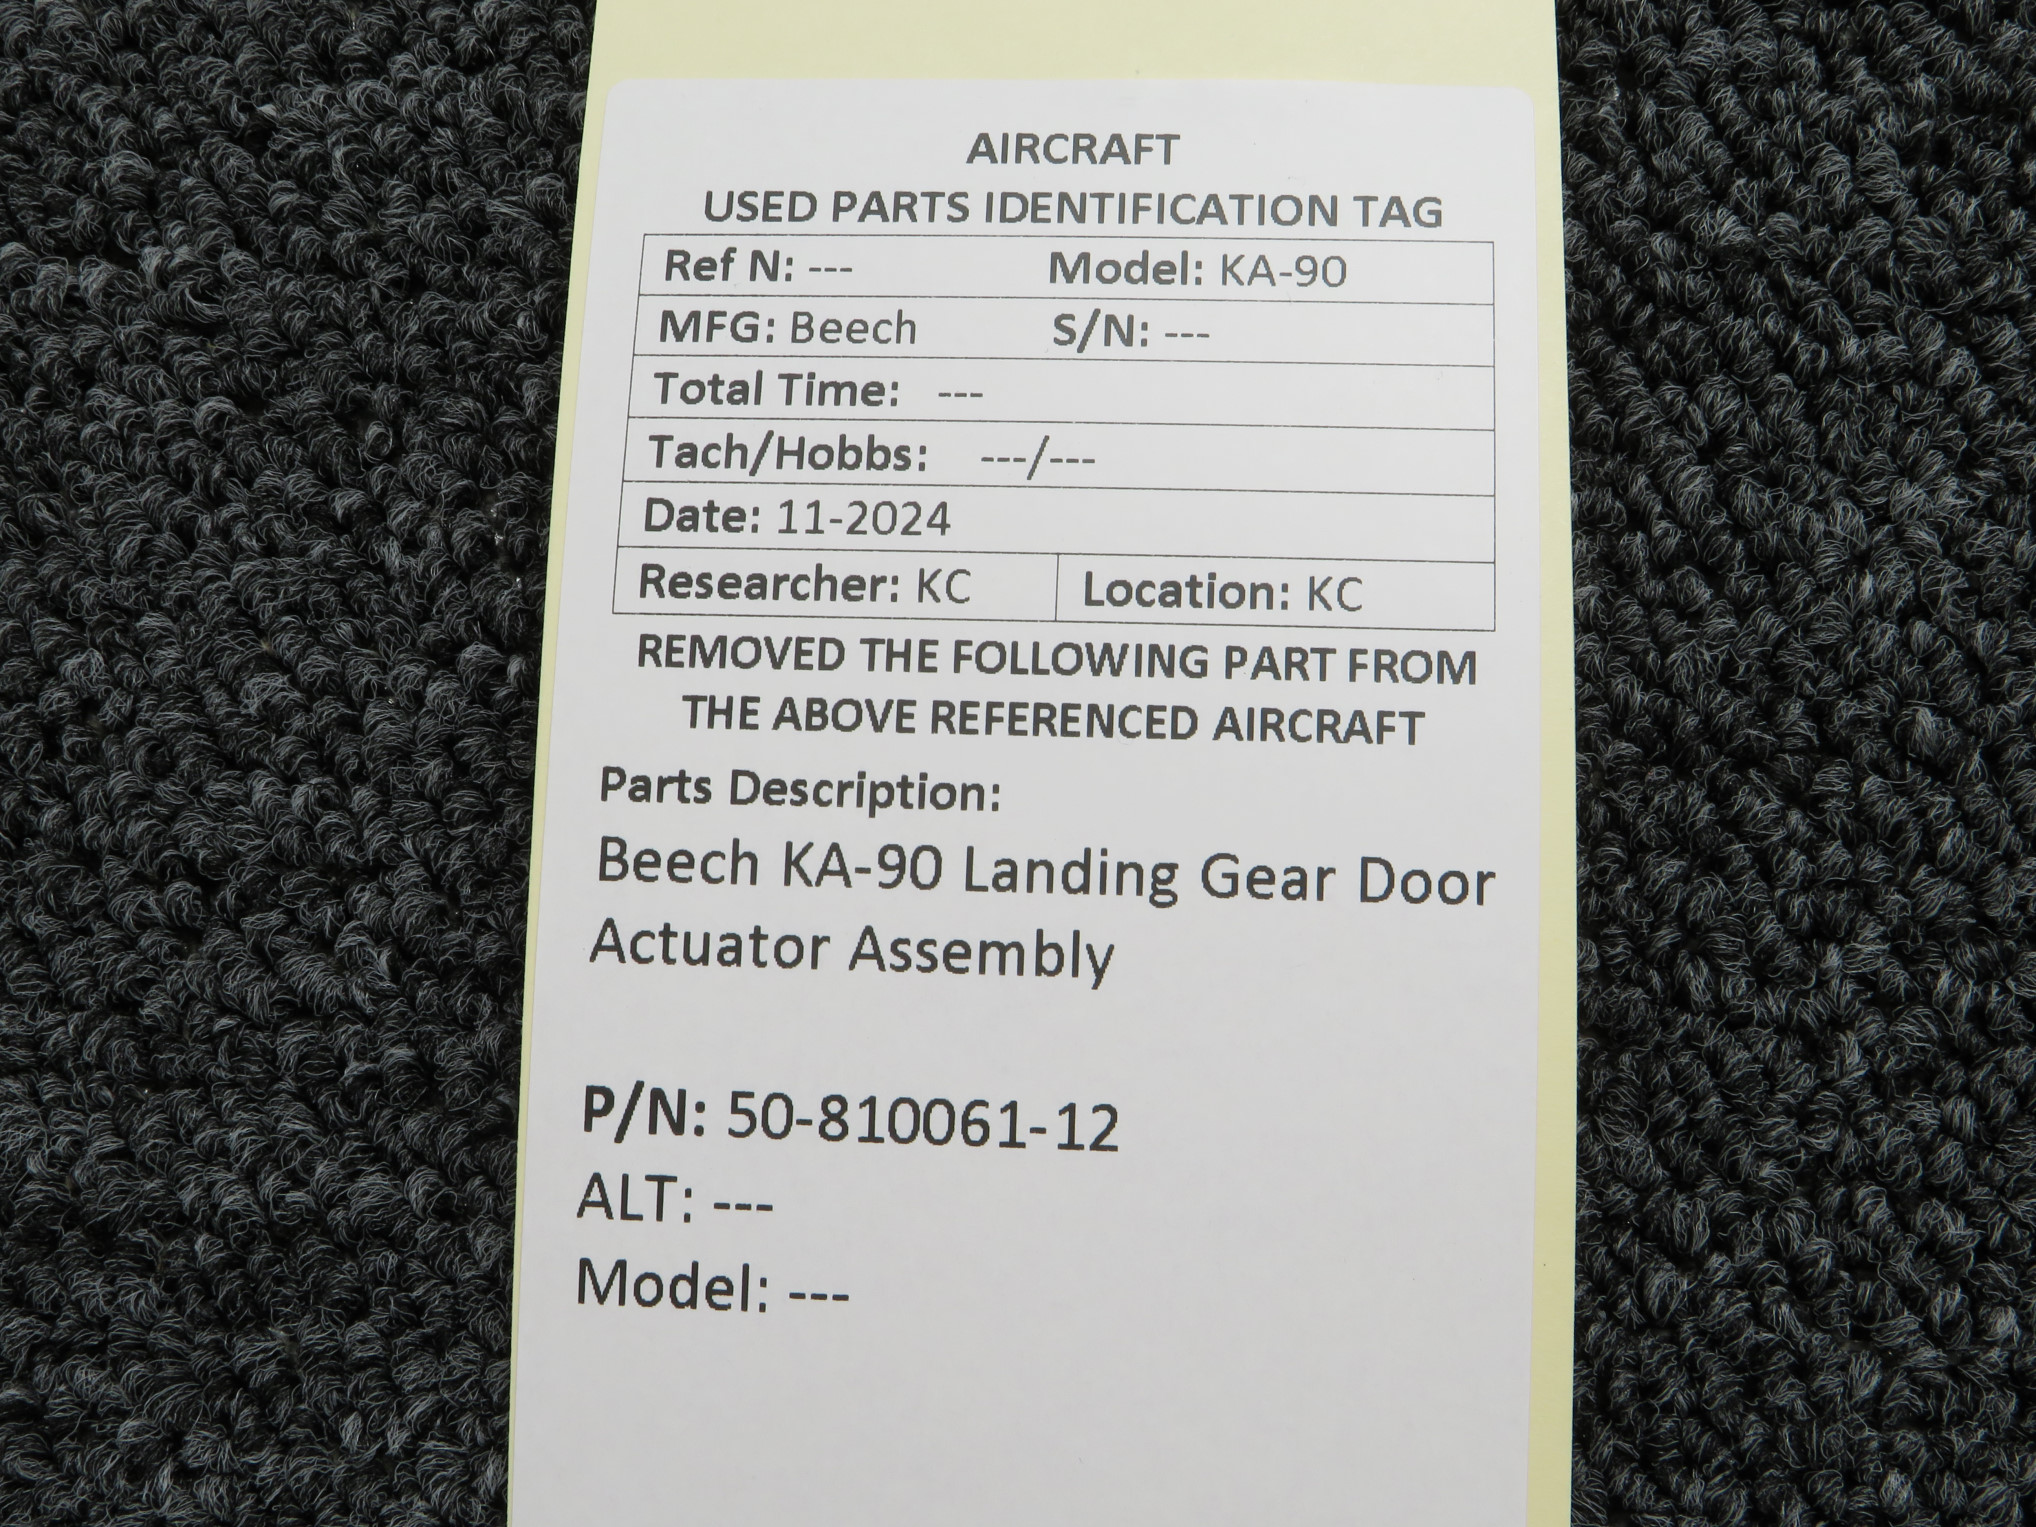 AIRCRAFT
USED PARTS IDENTIFICATION TAG
Ref N: --- Model: KA-90
MFG: Beech S/N: ---
Total Time: ---
Tach/Hobbs: ---/---
Date: 11-2024
Researcher: KC Location: KC
REMOVED THE FOLLOWING PART FROM
THE ABOVE REFERENCED AIRCRAFT
Parts Description:
Beech KA-90 Landing Gear Door
Actuator Assembly
P/N: 50-810061-12
ALT: ---
Model: ---